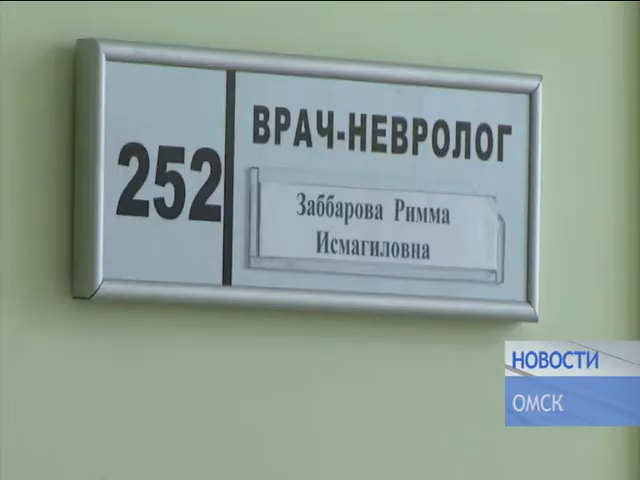 252
ВРАЧ-НЕВРОЛОГ
Заббарова Римма
Исмагиловна
НОВОСТИ
ОМСК